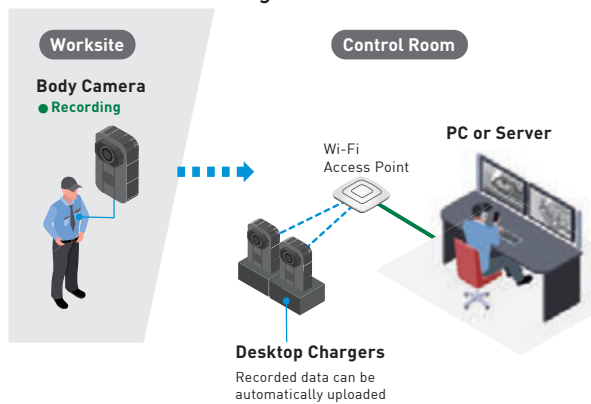 Worksite
Control Room
Body Camera
Recording
PC or Server
Wi-Fi
Access Point
Desktop Chargers
Recorded data can be
automatically uploaded